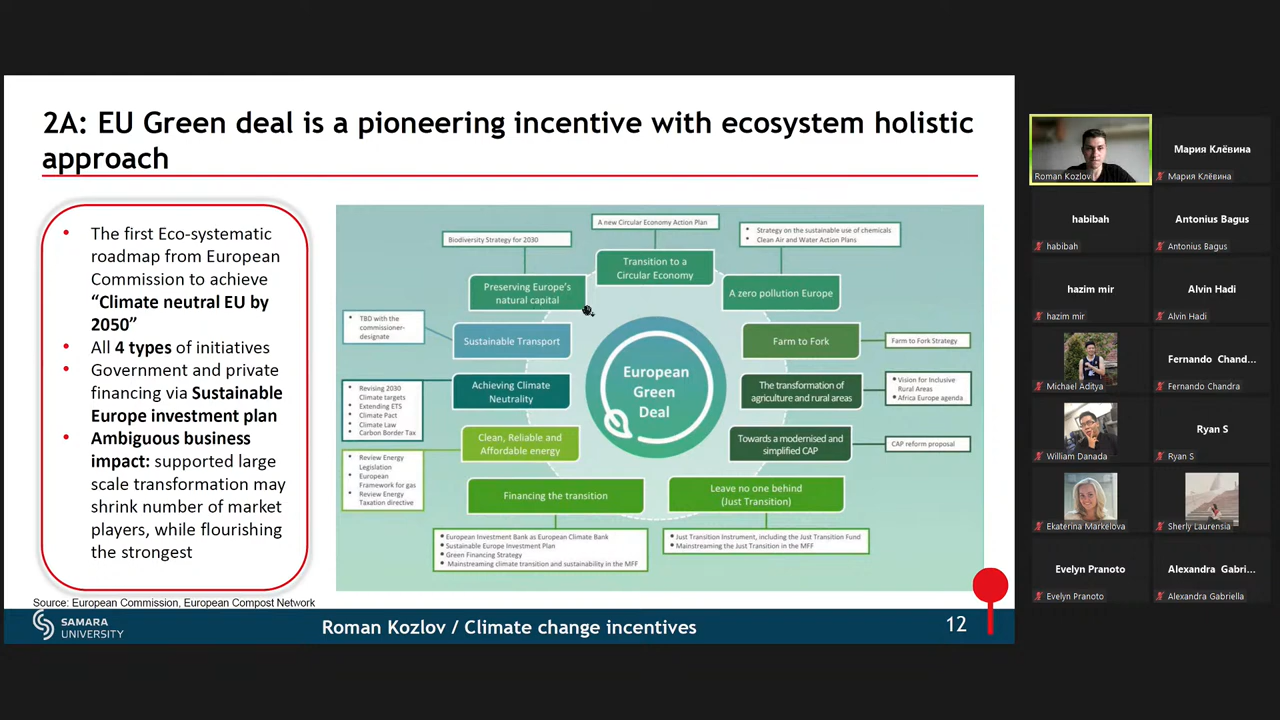 2A: EU Green deal is a pioneering incentive with ecosystem holistic
approach
• The first Eco-systematic
roadmap from European
Commission to achieve
“Climate neutral EU by
2050”
• All 4 types of initiatives
• Government and private
financing via Sustainable
Europe investment plan
• Ambiguous business
impact: supported large
scale transformation may
shrink number of market
players, while flourishing
the strongest
A new Circular Economy Action Plan
Transition to a
Circular Economy
Biodiversity Strategy for 2030
Preserving Europe's
natural capital
• Strategy on the sustainable use of chemicals
• Clean Air and Water Action Plans
A zero pollution Europe
• TBD with the
commissioner-
designate
Sustainable Transport
Farm to Fork
Farm to Fork Strategy
• Revising 2030
Climate targets
• Extending ETS
• Climate Pact
• Climate Law
• Carbon Border Tax
Achieving Climate
Neutrality
European
Green
Deal
The transformation of
agriculture and rural areas
• Vision for Inclusive
Rural Areas
• Africa Europe agenda
• Review Energy
Legislation
• European
Framework for gas
• Review Energy
Taxation directive
Clean, Reliable and
Affordable energy
Towards a modernised and
simplified CAP
CAP reform proposal
Financing the transition
Leave no one behind
(Just Transition)
• European Investment Bank as European Climate Bank
• Sustainable Europe Investment Plan
• Green Financing Strategy
• Mainstreaming climate transition and sustainability in the MFF
• Just Transition Instrument, including the Just Transition Fund
• Mainstreaming the Just Transition in the MFF
Source: European Commission, European Compost Network
SAMARA
UNIVERSITY
Roman Kozlov / Climate change incentives
12
Roman Kozlov
Мария Клёвина
Мария Клёвина
habibah
habibah
Antonius Bagus
Antonius Bagus
hazim mir
hazim mir
Alvin Hadi
Alvin Hadi
Michael Aditya
Fernando Chand...
Fernando Chandra
William Danada
Ryan S
Ryan S
Ekaterina Markelova
Sherly Laurensia
Evelyn Pranoto
Evelyn Pranoto
Alexandra Gabri...
Alexandra Gabriella